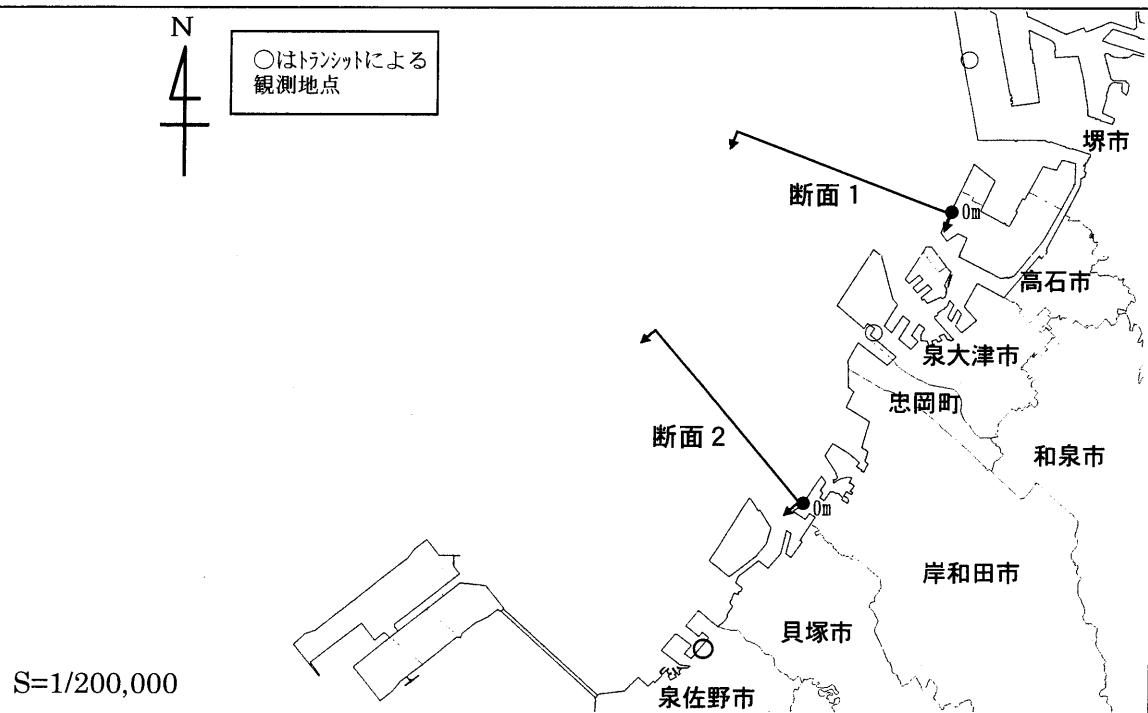 N
○はトランシットによる
観測地点
堺市
断面1
0m
高石市
泉大津市
忠岡町
断面2
和泉市
0m
岸和田市
貝塚市
S=1/200,000
泉佐野市